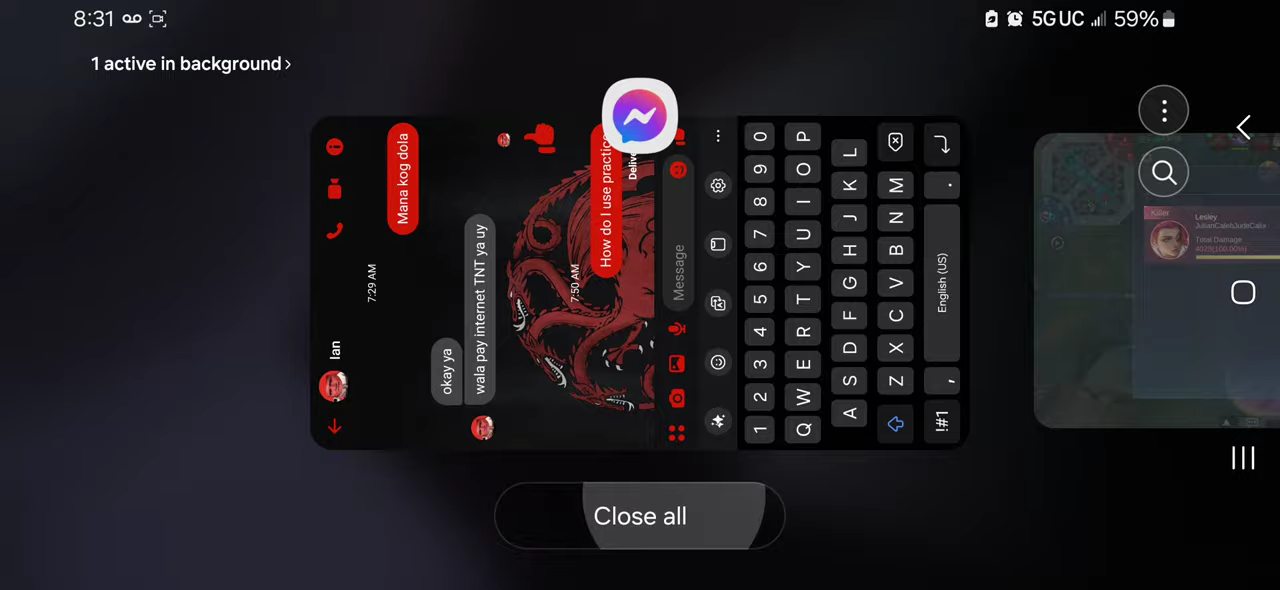 8:31
5G UC 59%
1 active in background >
Ian
7:29 AM
Mana kog dola
okay ya
wala pay internet TNT ya uy
7:50 AM
How do I use practice
Message
1 2 3 4 5 6 7 8 9 0
Q W E R T Y U I O P
A S D F G H J K L
Z X C V B N M
!#1 , English (US) .
Killer
Lesley
Total Damage
Close all